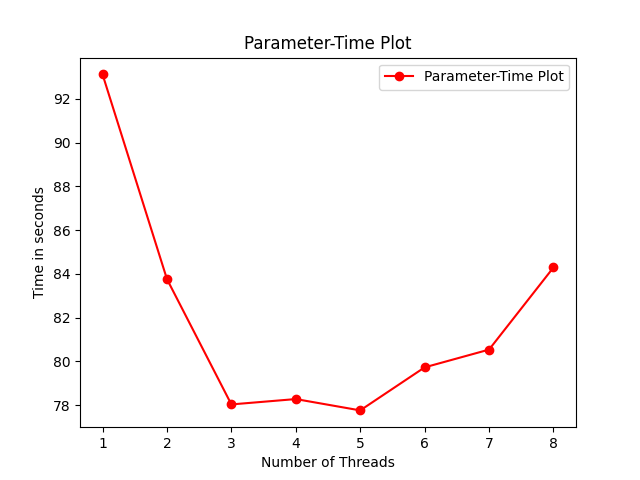 Parameter-Time Plot
Parameter-Time Plot
92
90
88
86
84
82
80
78
Time in seconds
1 2 3 4 5 6 7 8
Number of Threads